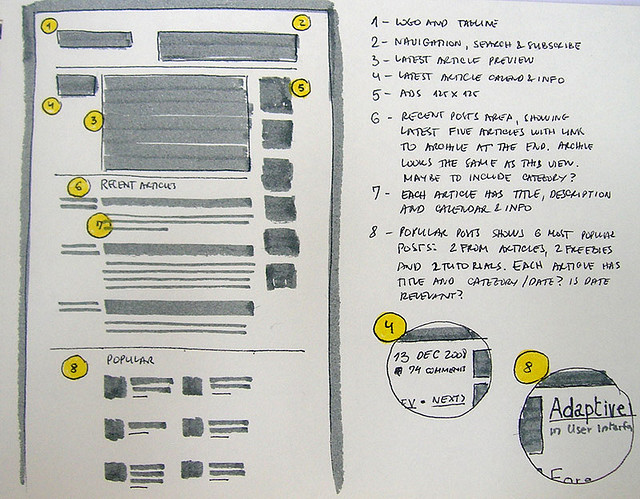 1
2
3
4
5
6
RECENT ARTICLES
7
8
POPULAR
1 - LOGO AND TAGLINE
2 - NAVIGATION, SEARCH & SUBSCRIBE
3 - LATEST ARTICLE PREVIEW
4 - LATEST ARTICLE CALEND & INFO
5 - ADS 125 x 125
6 - RECENT POSTS AREA, SHOWING
LATEST FIVE ARTICLES WITH LINK
TO ARCHIVE AT THE END. ARCHIVE
LOOKS THE SAME AS THIS VIEW.
MAYBE TO INCLUDE CATEGORY?
7 - EACH ARTICLE HAS TITLE, DESCRIPTION
AND CALENDAR & INFO
8 - POPULAR POSTS SHOWS 6 MOST POPULAR
POSTS: 2 FROM ARTICLES, 2 FREEBIES
AND 2 TUTORIALS. EACH ARTICLE HAS
TITLE AND CATEGORY/DATE? IS DATE
RELEVANT?
4
13 DEC 2008
74 COMMENTS
EV • NEXT>
8
Adaptive
in User Interfa